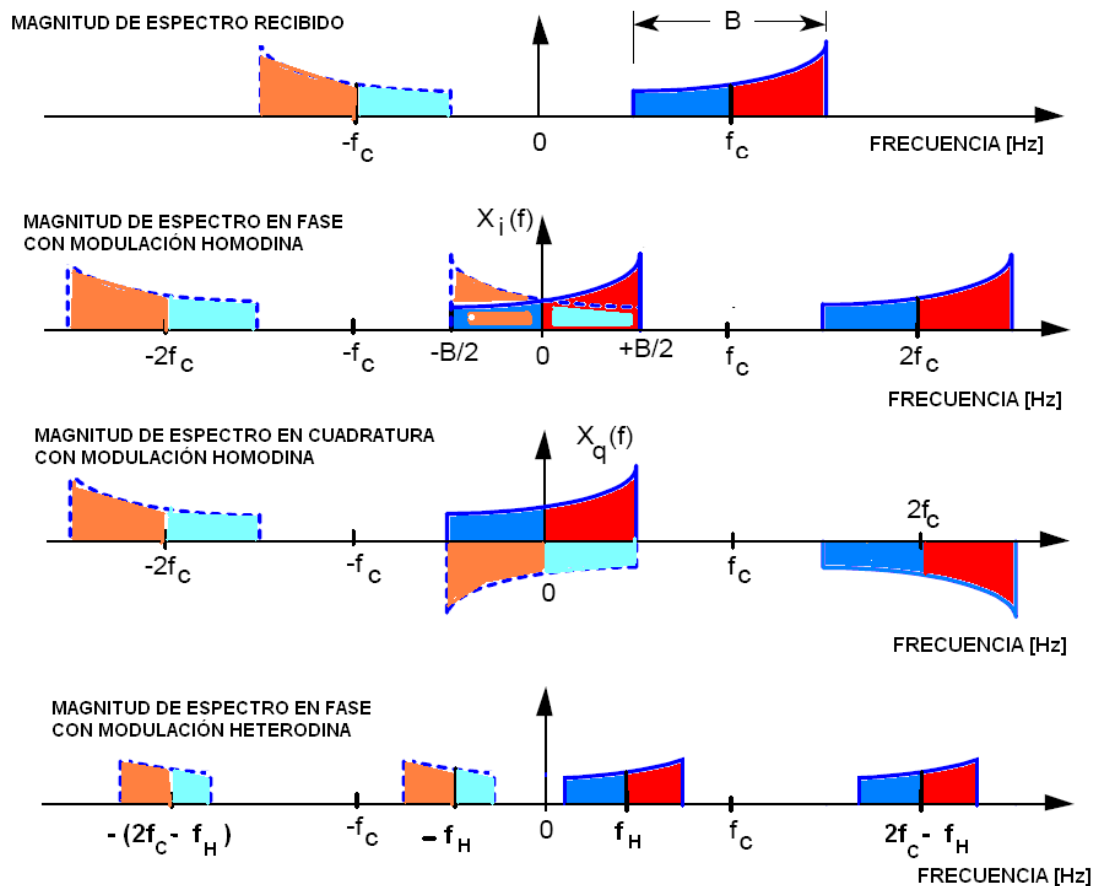 MAGNITUD DE ESPECTRO RECIBIDO
B
-fC
0
fC
FRECUENCIA [Hz]
MAGNITUD DE ESPECTRO EN FASE
CON MODULACIÓN HOMODINA
Xi(f)
-2fC
-fC
-B/2
0
+B/2
fC
2fC
FRECUENCIA [Hz]
MAGNITUD DE ESPECTRO EN CUADRATURA
CON MODULACIÓN HOMODINA
Xq(f)
2fC
-2fC
-fC
0
fC
FRECUENCIA [Hz]
MAGNITUD DE ESPECTRO EN FASE
CON MODULACIÓN HETERODINA
-(2fC - fH)
-fC
-fH
0
fH
fC
2fC - fH
FRECUENCIA [Hz]